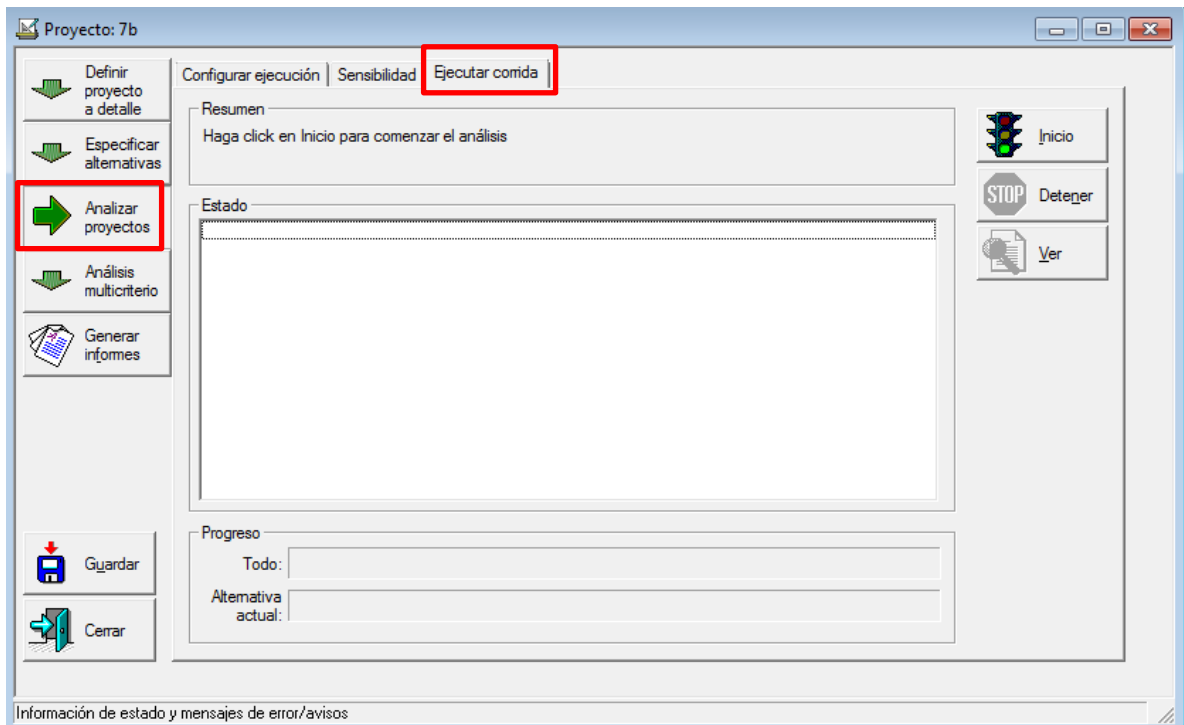 Proyecto: 7b
Definir
proyecto
a detalle
Especificar
alternativas
Analizar
proyectos
Análisis
multicriterio
Generar
informes
Guardar
Cerrar
Configurar ejecución
Sensibilidad
Ejecutar corrida
Resumen
Haga click en Inicio para comenzar el análisis
Estado
Progreso
Todo:
Alternativa
actual:
Inicio
STOP
Detener
Ver
Información de estado y mensajes de error/avisos